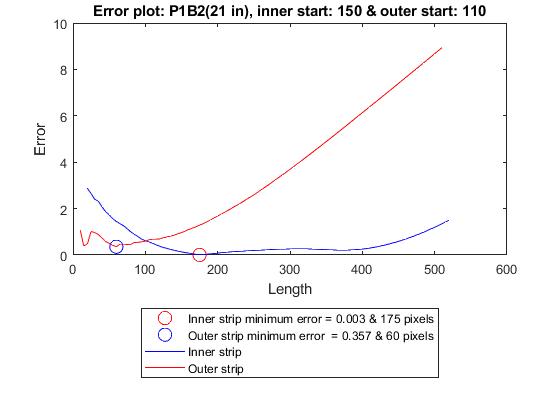 Error plot: P1B2(21 in), inner start: 150 & outer start: 110
10
8
6
4
2
0
Error
0 100 200 300 400 500 600
Length
Inner strip minimum error = 0.003 & 175 pixels
Outer strip minimum error  = 0.357 & 60 pixels
Inner strip
Outer strip